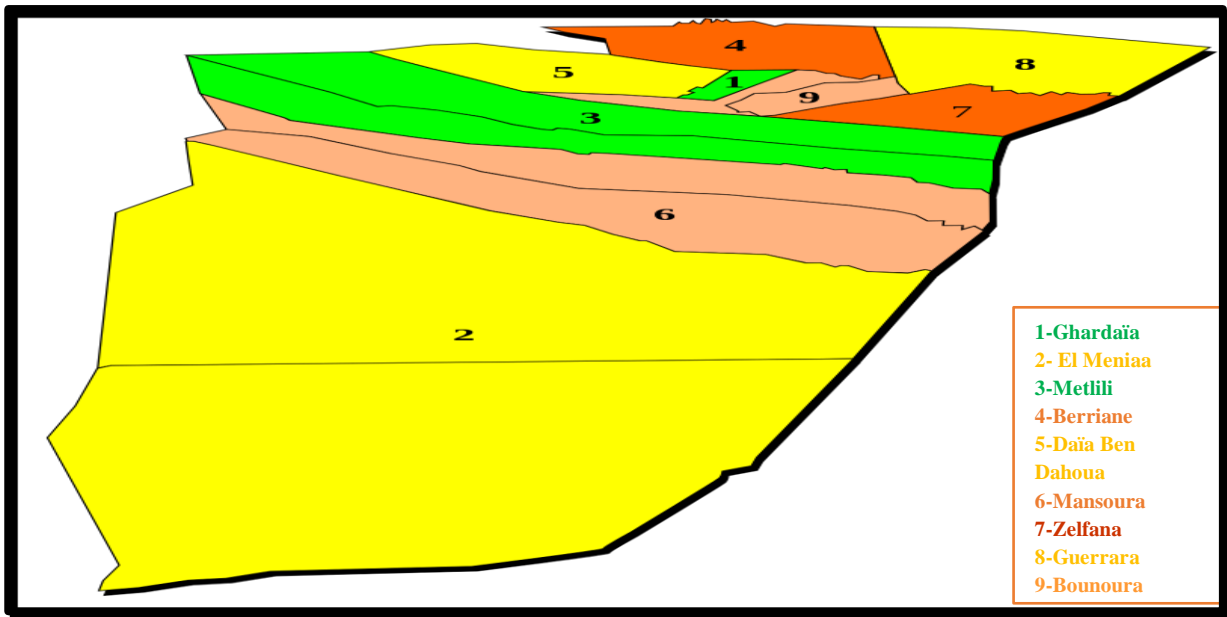 4
8
5
1
9
7
3
6
2
1-Ghardaïa
2- El Meniaa
3-Metlili
4-Berriane
5-Daïa Ben
Dahoua
6-Mansoura
7-Zelfana
8-Guerrara
9-Bounoura